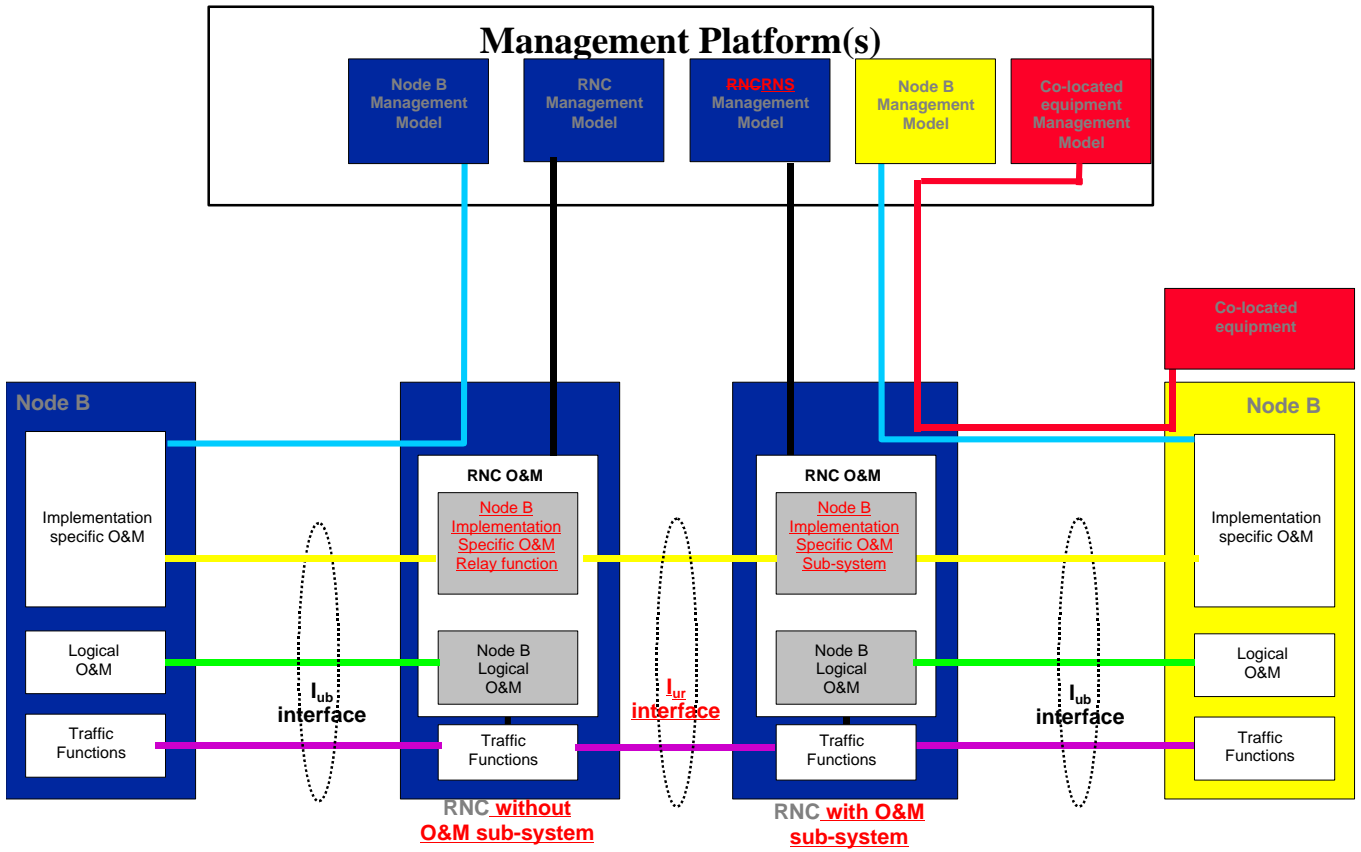 Management Platform(s)
Node B
Management
Model
RNC
Management
Model
RNCRNS
Management
Model
Node B
Management
Model
Co-located
equipment
Management
Model
Co-located
equipment
Node B
Implementation
specific O&M
Logical
O&M
Traffic
Functions
Iub
interface
RNC O&M
Node B
Implementation
Specific O&M
Relay function
Node B
Logical
O&M
Traffic
Functions
RNC without
O&M sub-system
Iur
interface
RNC O&M
Node B
Implementation
Specific O&M
Sub-system
Node B
Logical
O&M
Traffic
Functions
RNC with O&M
sub-system
Iub
interface
Node B
Implementation
specific O&M
Logical
O&M
Traffic
Functions